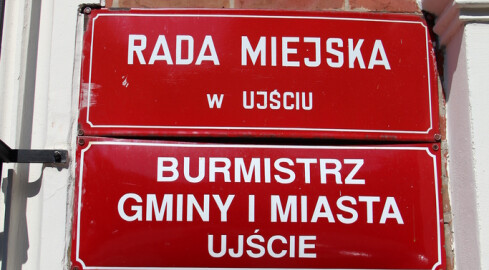 RADA MIEJSKA
w UJŚCIU
BURMISTRZ
GMINY I MIASTA
UJŚCIE